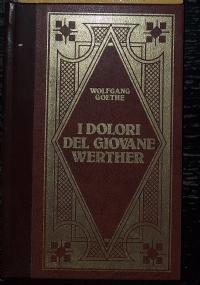 WOLFGANG
GOETHE
I DOLORI
DEL GIOVANE
WERTHER